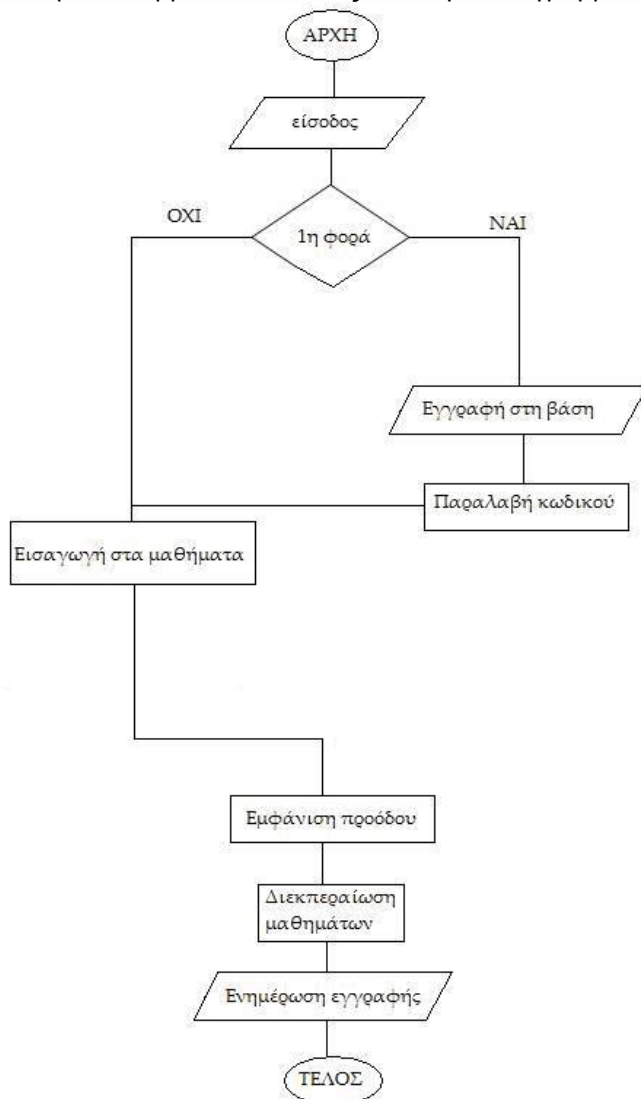 ΑΡΧΗ
είσοδος
ΟΧΙ
1η φορά
ΝΑΙ
Εγγραφή στη βάση
Παραλαβή κωδικού
Εισαγωγή στα μαθήματα
Εμφάνιση προόδου
Διεκπεραίωση
μαθημάτων
Ενημέρωση εγγραφής
ΤΕΛΟΣ